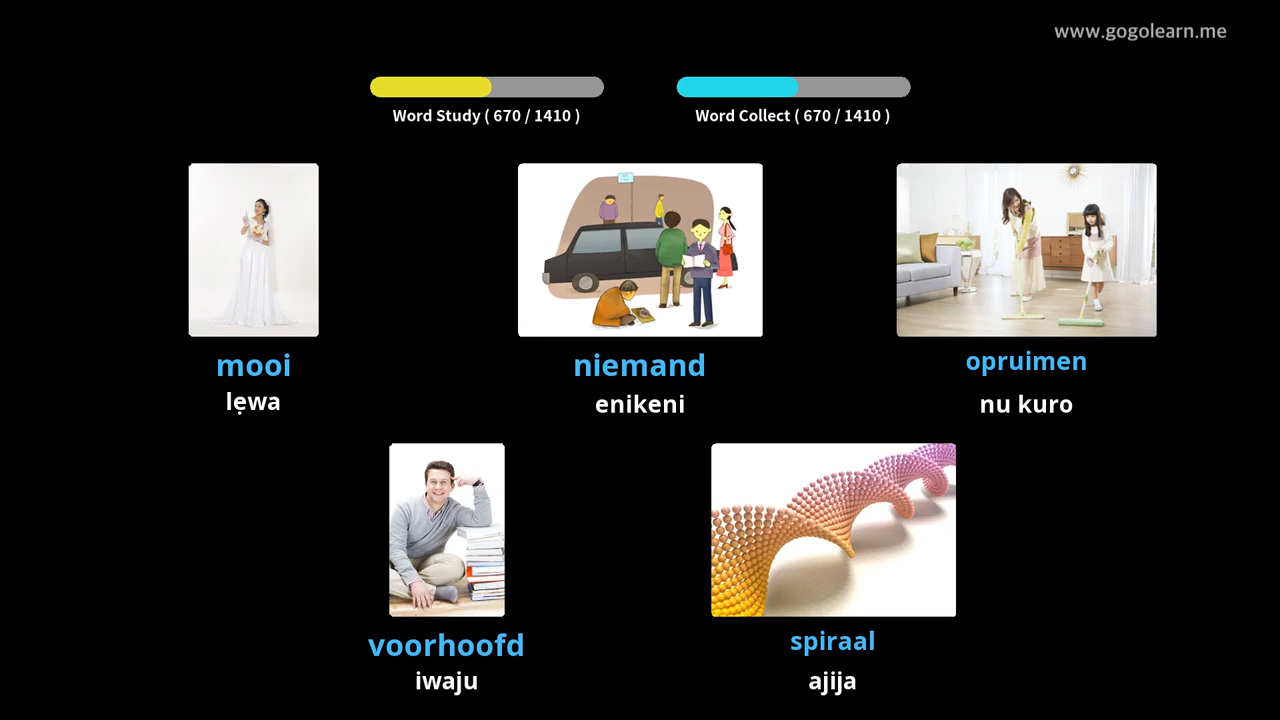 www.gogolearn.me
Word Study ( 670 / 1410 )
Word Collect ( 670 / 1410 )
mooi
lẹwa
niemand
enikeni
opruimen
nu kuro
voorhoofd
iwaju
spiraal
ajija